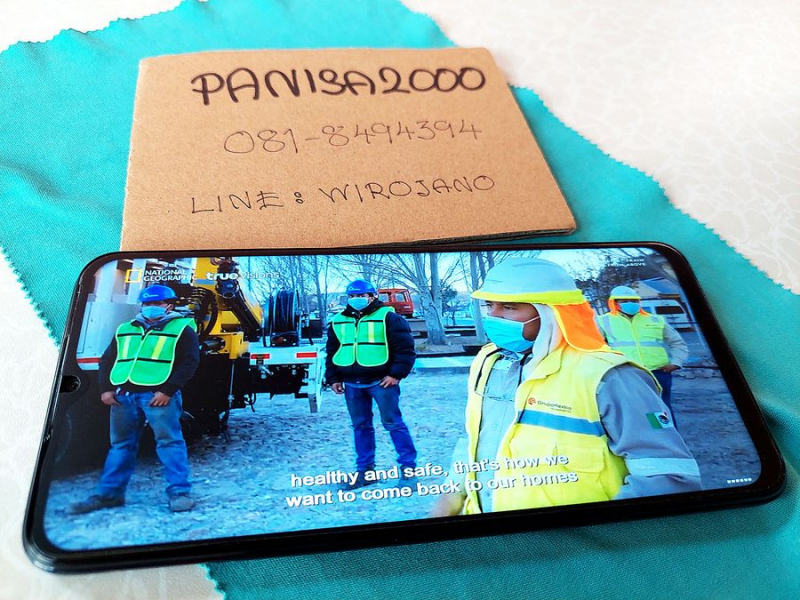 PANISA2000
081-8494394
LINE: WIROJANO
NATIONAL
GEOGRAPHIC
truevisions
healthy and safe, that's how we
want to come back to our homes